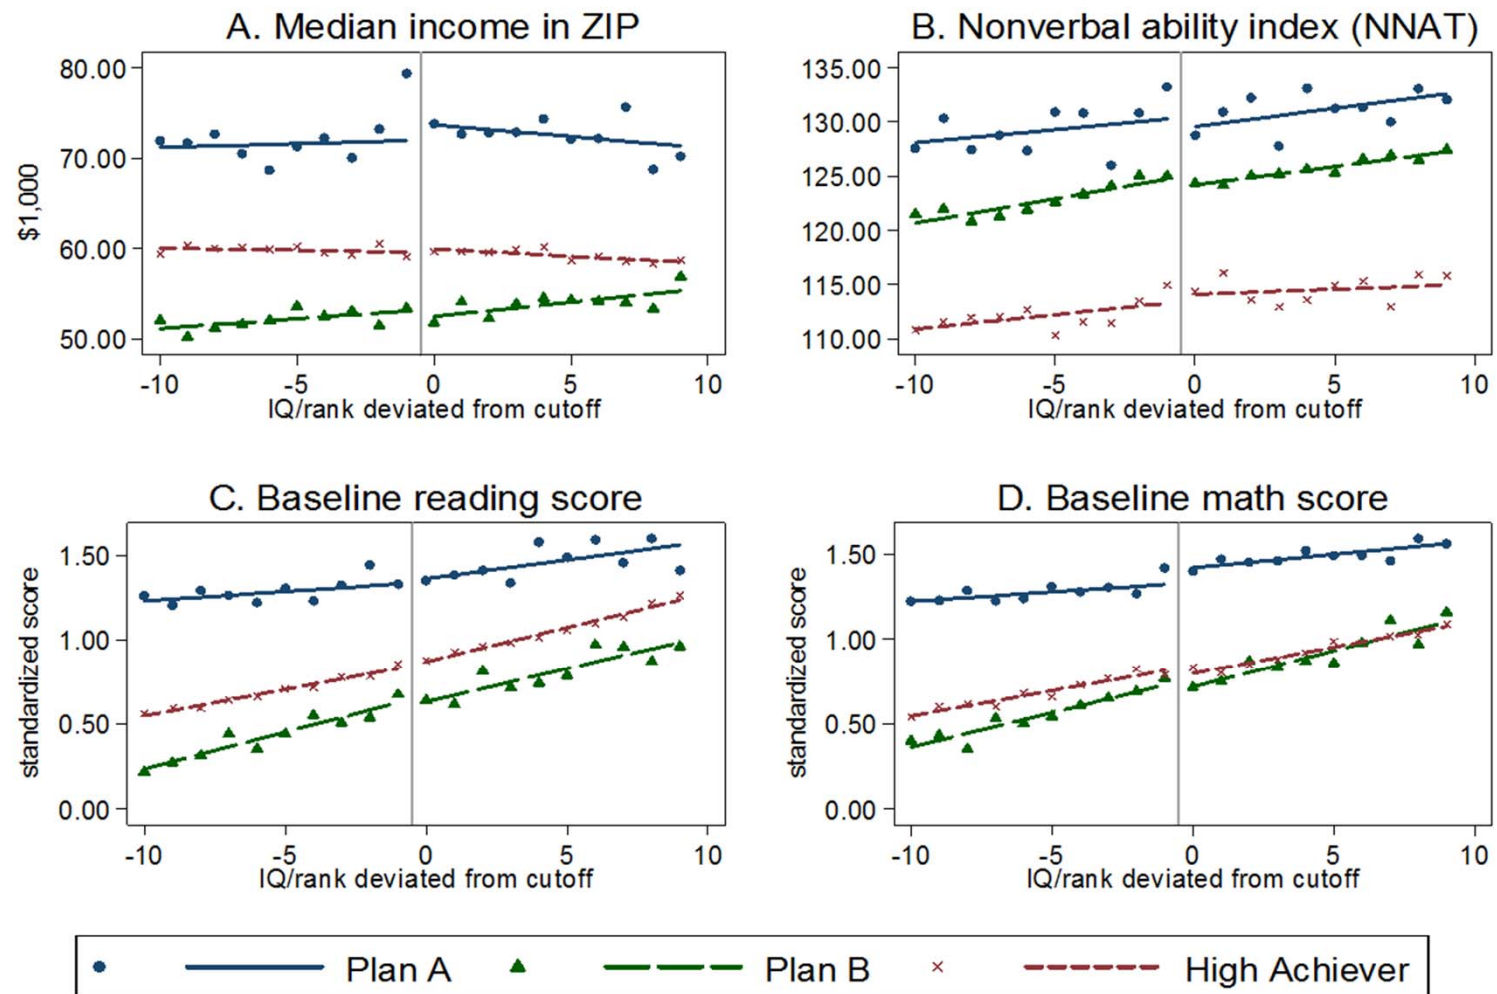 A. Median income in ZIP
$1,000
80.00
70.00
60.00
50.00
-10 -5 0 5 10
IQ/rank deviated from cutoff
B. Nonverbal ability index (NNAT)
135.00
130.00
125.00
120.00
115.00
110.00
-10 -5 0 5 10
IQ/rank deviated from cutoff
C. Baseline reading score
standardized score
1.50
1.00
0.50
0.00
-10 -5 0 5 10
IQ/rank deviated from cutoff
D. Baseline math score
standardized score
1.50
1.00
0.50
0.00
-10 -5 0 5 10
IQ/rank deviated from cutoff
Plan A Plan B High Achiever